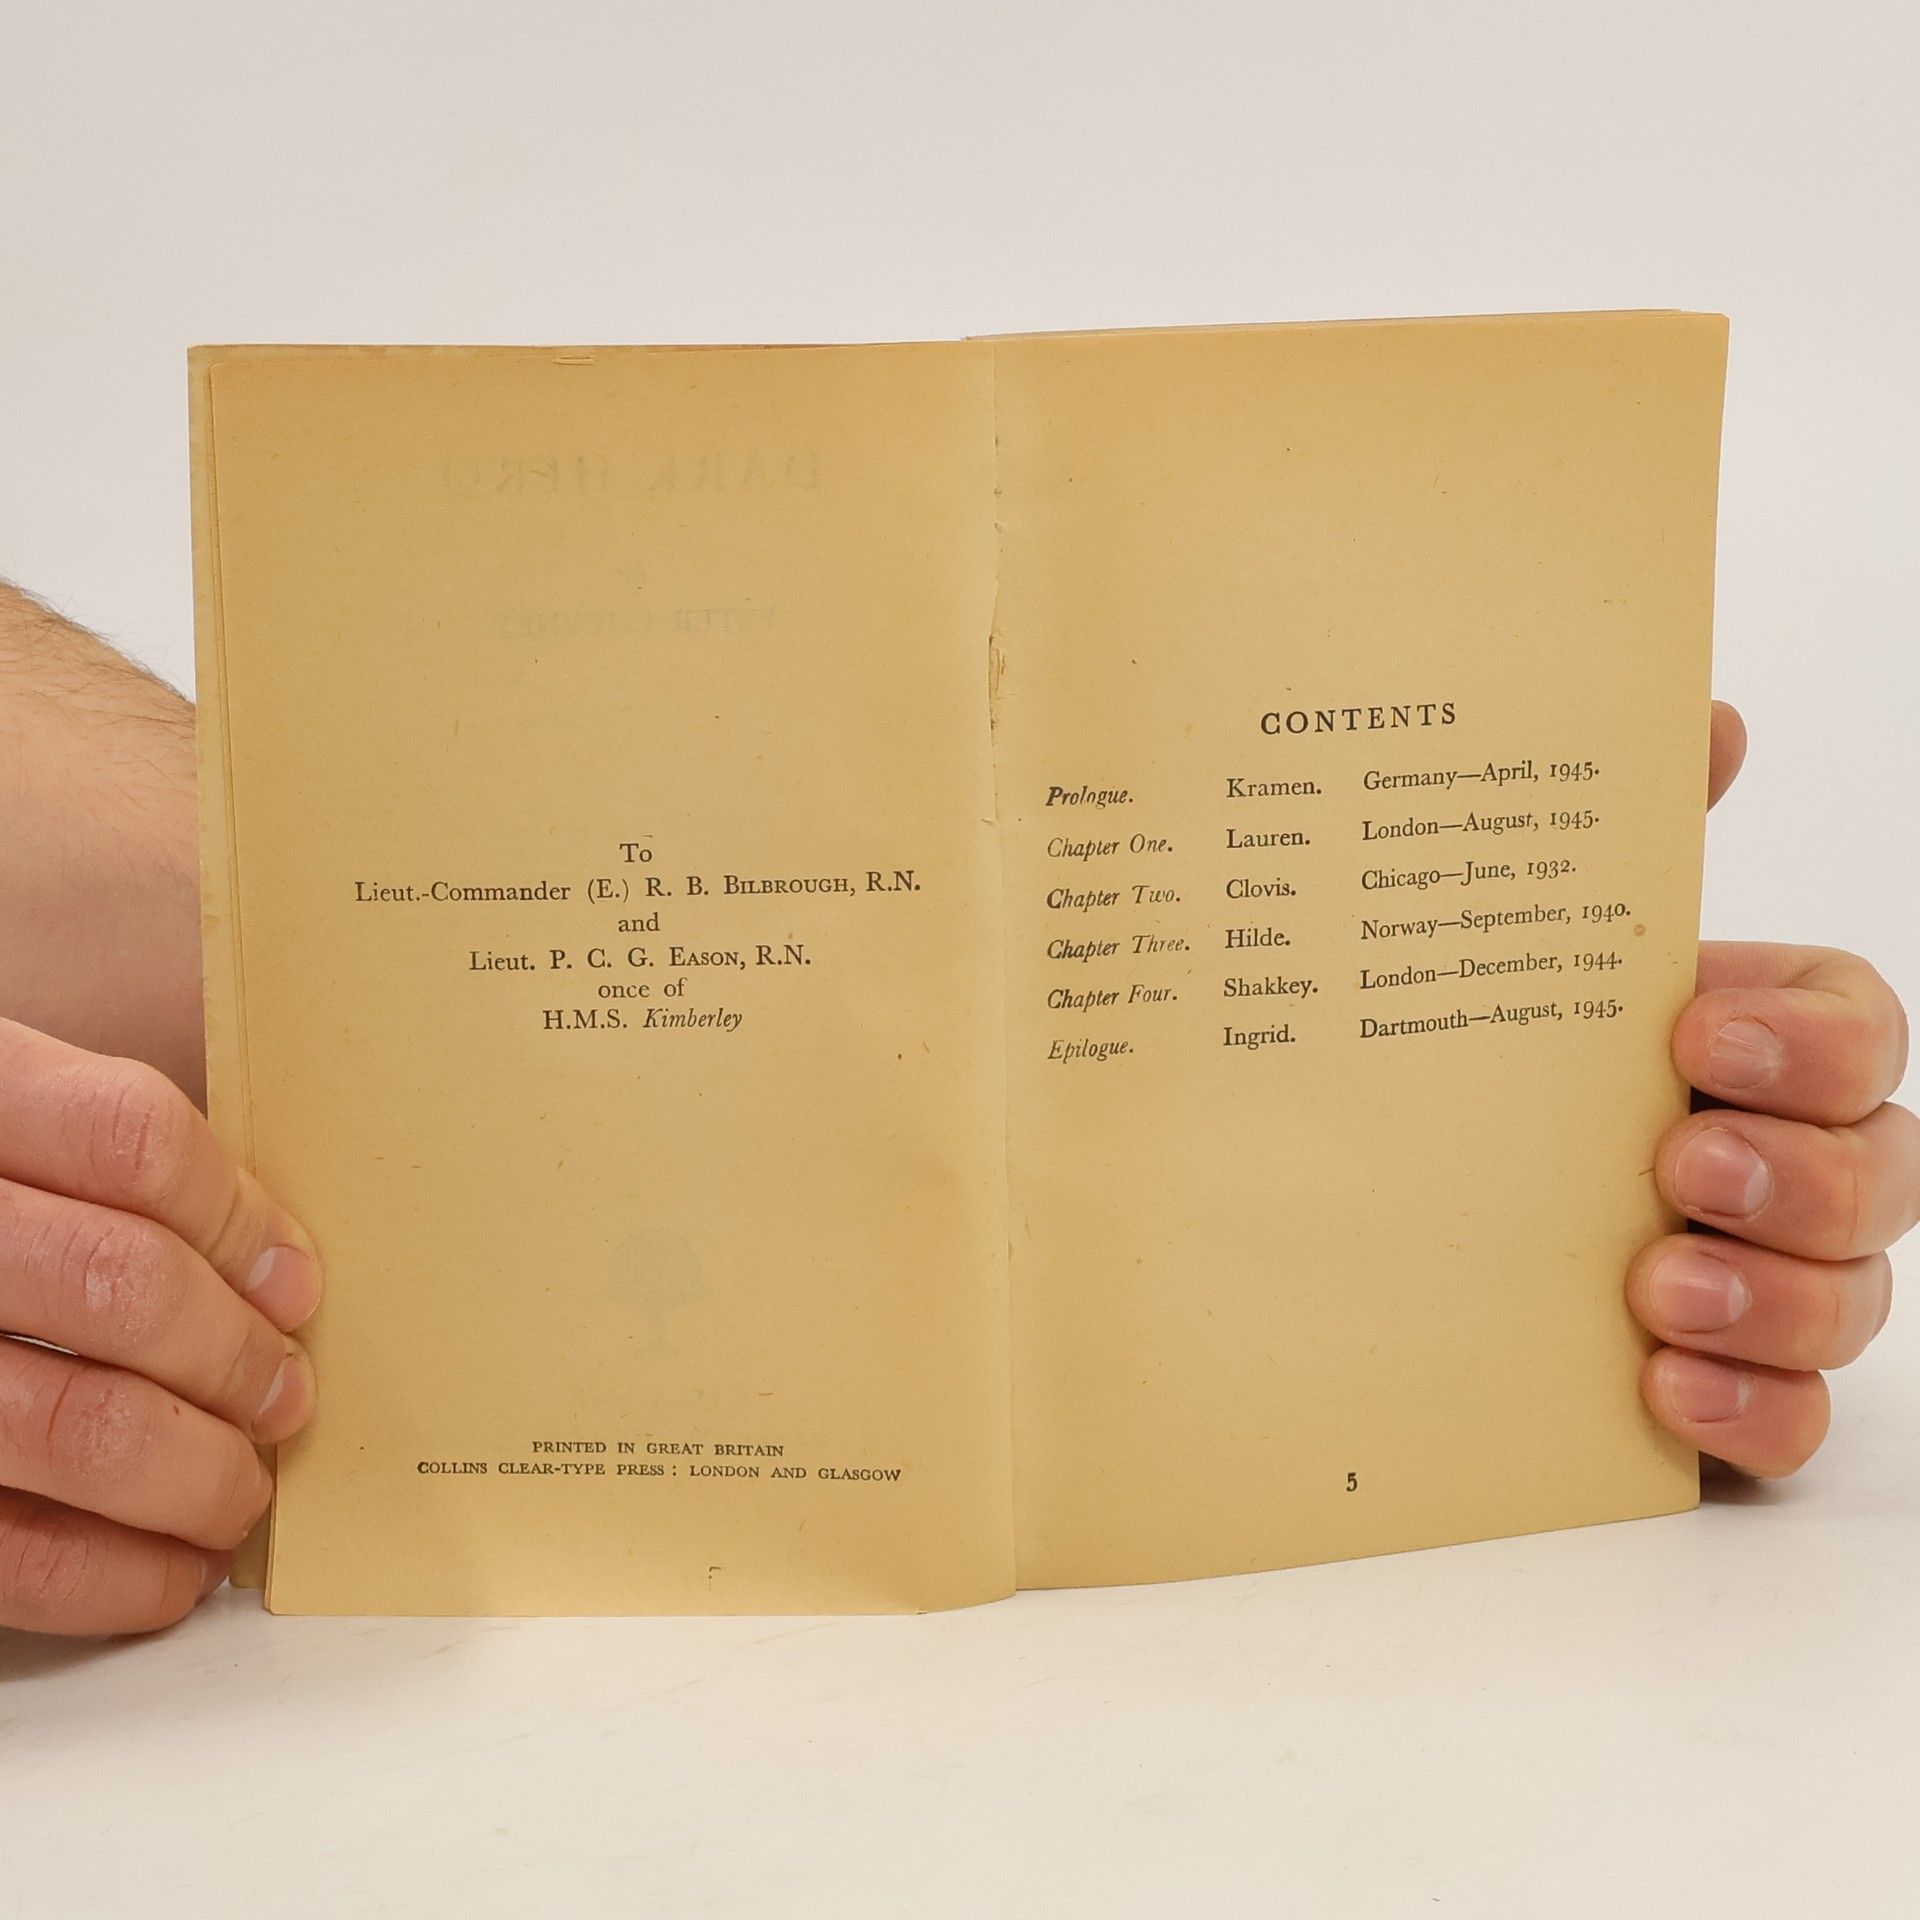 DARK HERO
To
Lieut.-Commander (E.) R. B. BILBROUGH, R.N.
and
Lieut. P. C. G. EASON, R.N.
once of
H.M.S. Kimberley
PRINTED IN GREAT BRITAIN
COLLINS CLEAR-TYPE PRESS : LONDON AND GLASGOW
CONTENTS
Prologue. Kramen. Germany—April, 1945.
Chapter One. Lauren. London—August, 1945.
Chapter Two. Clovis. Chicago—June, 1932.
Chapter Three. Hilde. Norway—September, 1940.
Chapter Four. Shakkey. London—December, 1944.
Epilogue. Ingrid. Dartmouth—August, 1945.
5